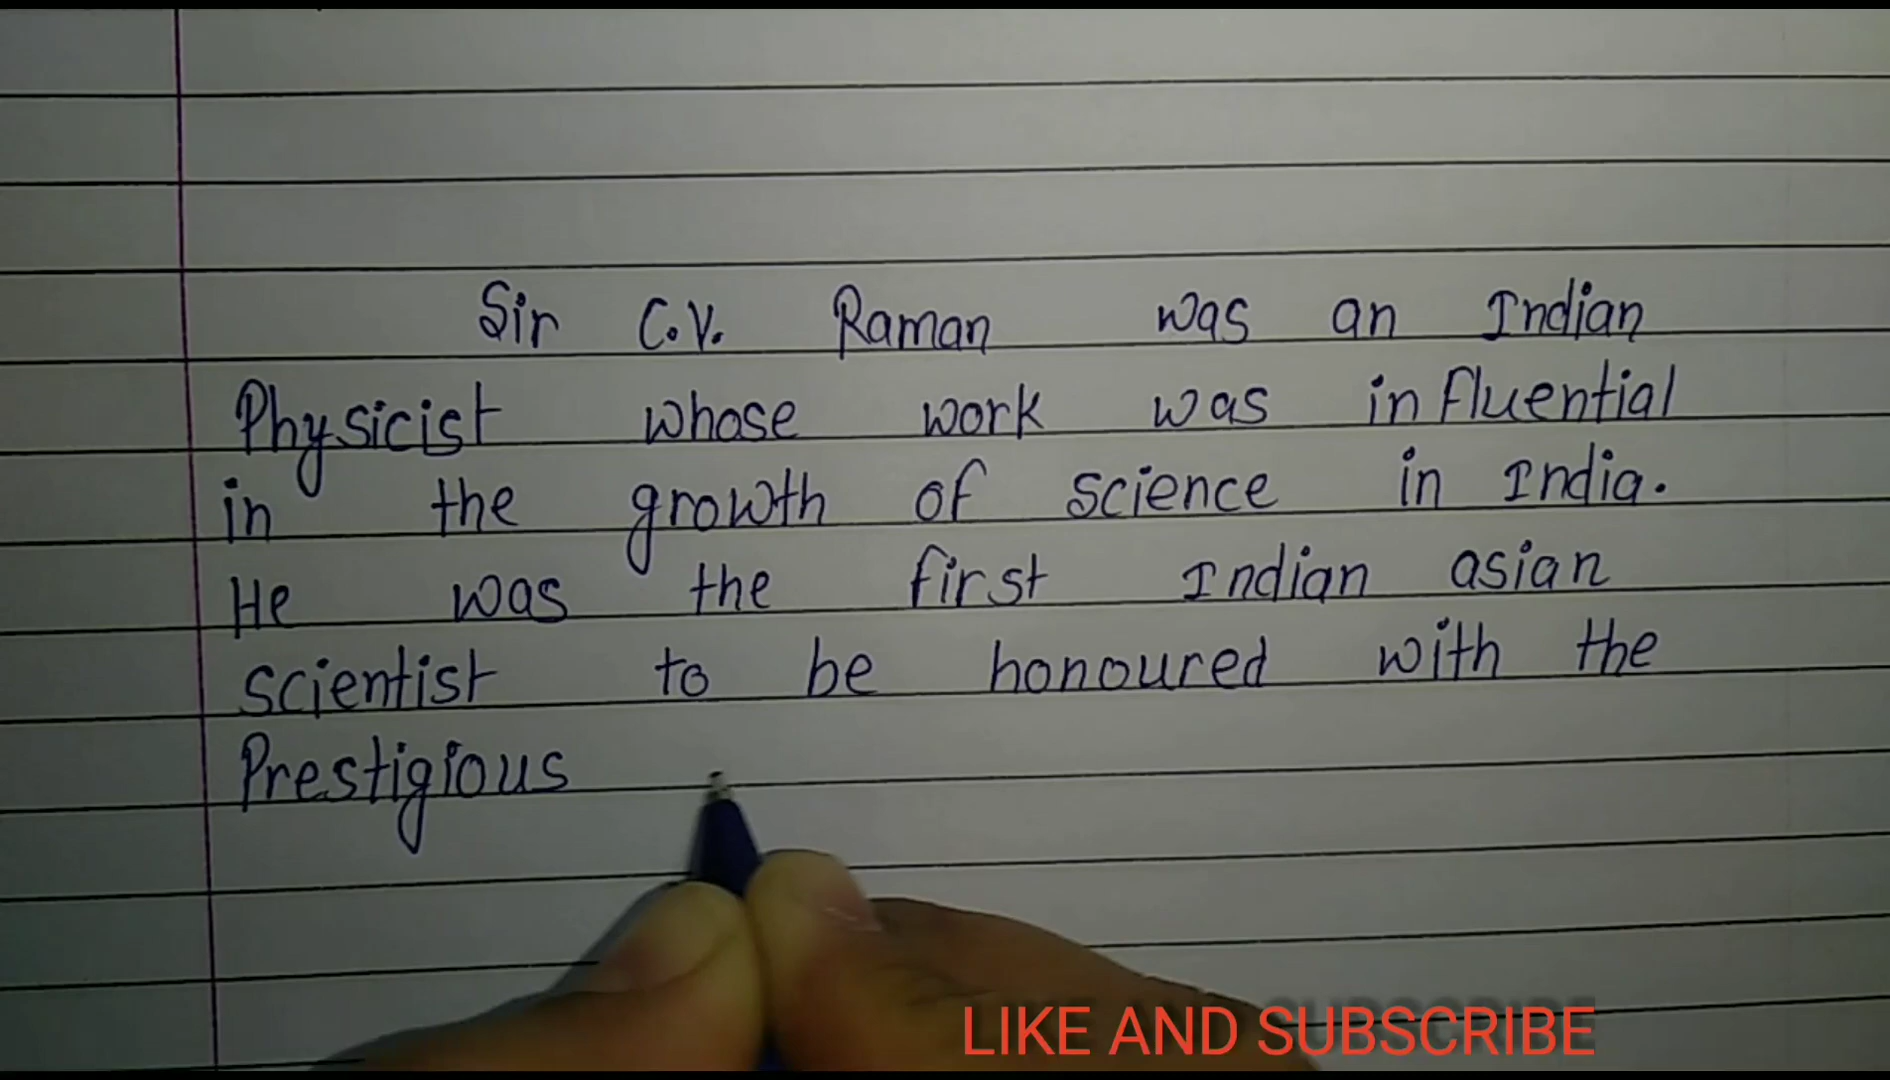 Sir C.V. Raman was an Indian
Physicist whose work was influential
in the growth of science in India.
He was the first Indian asian
scientist to be honoured with the
Prestigious
LIKE AND SUBSCRIBE